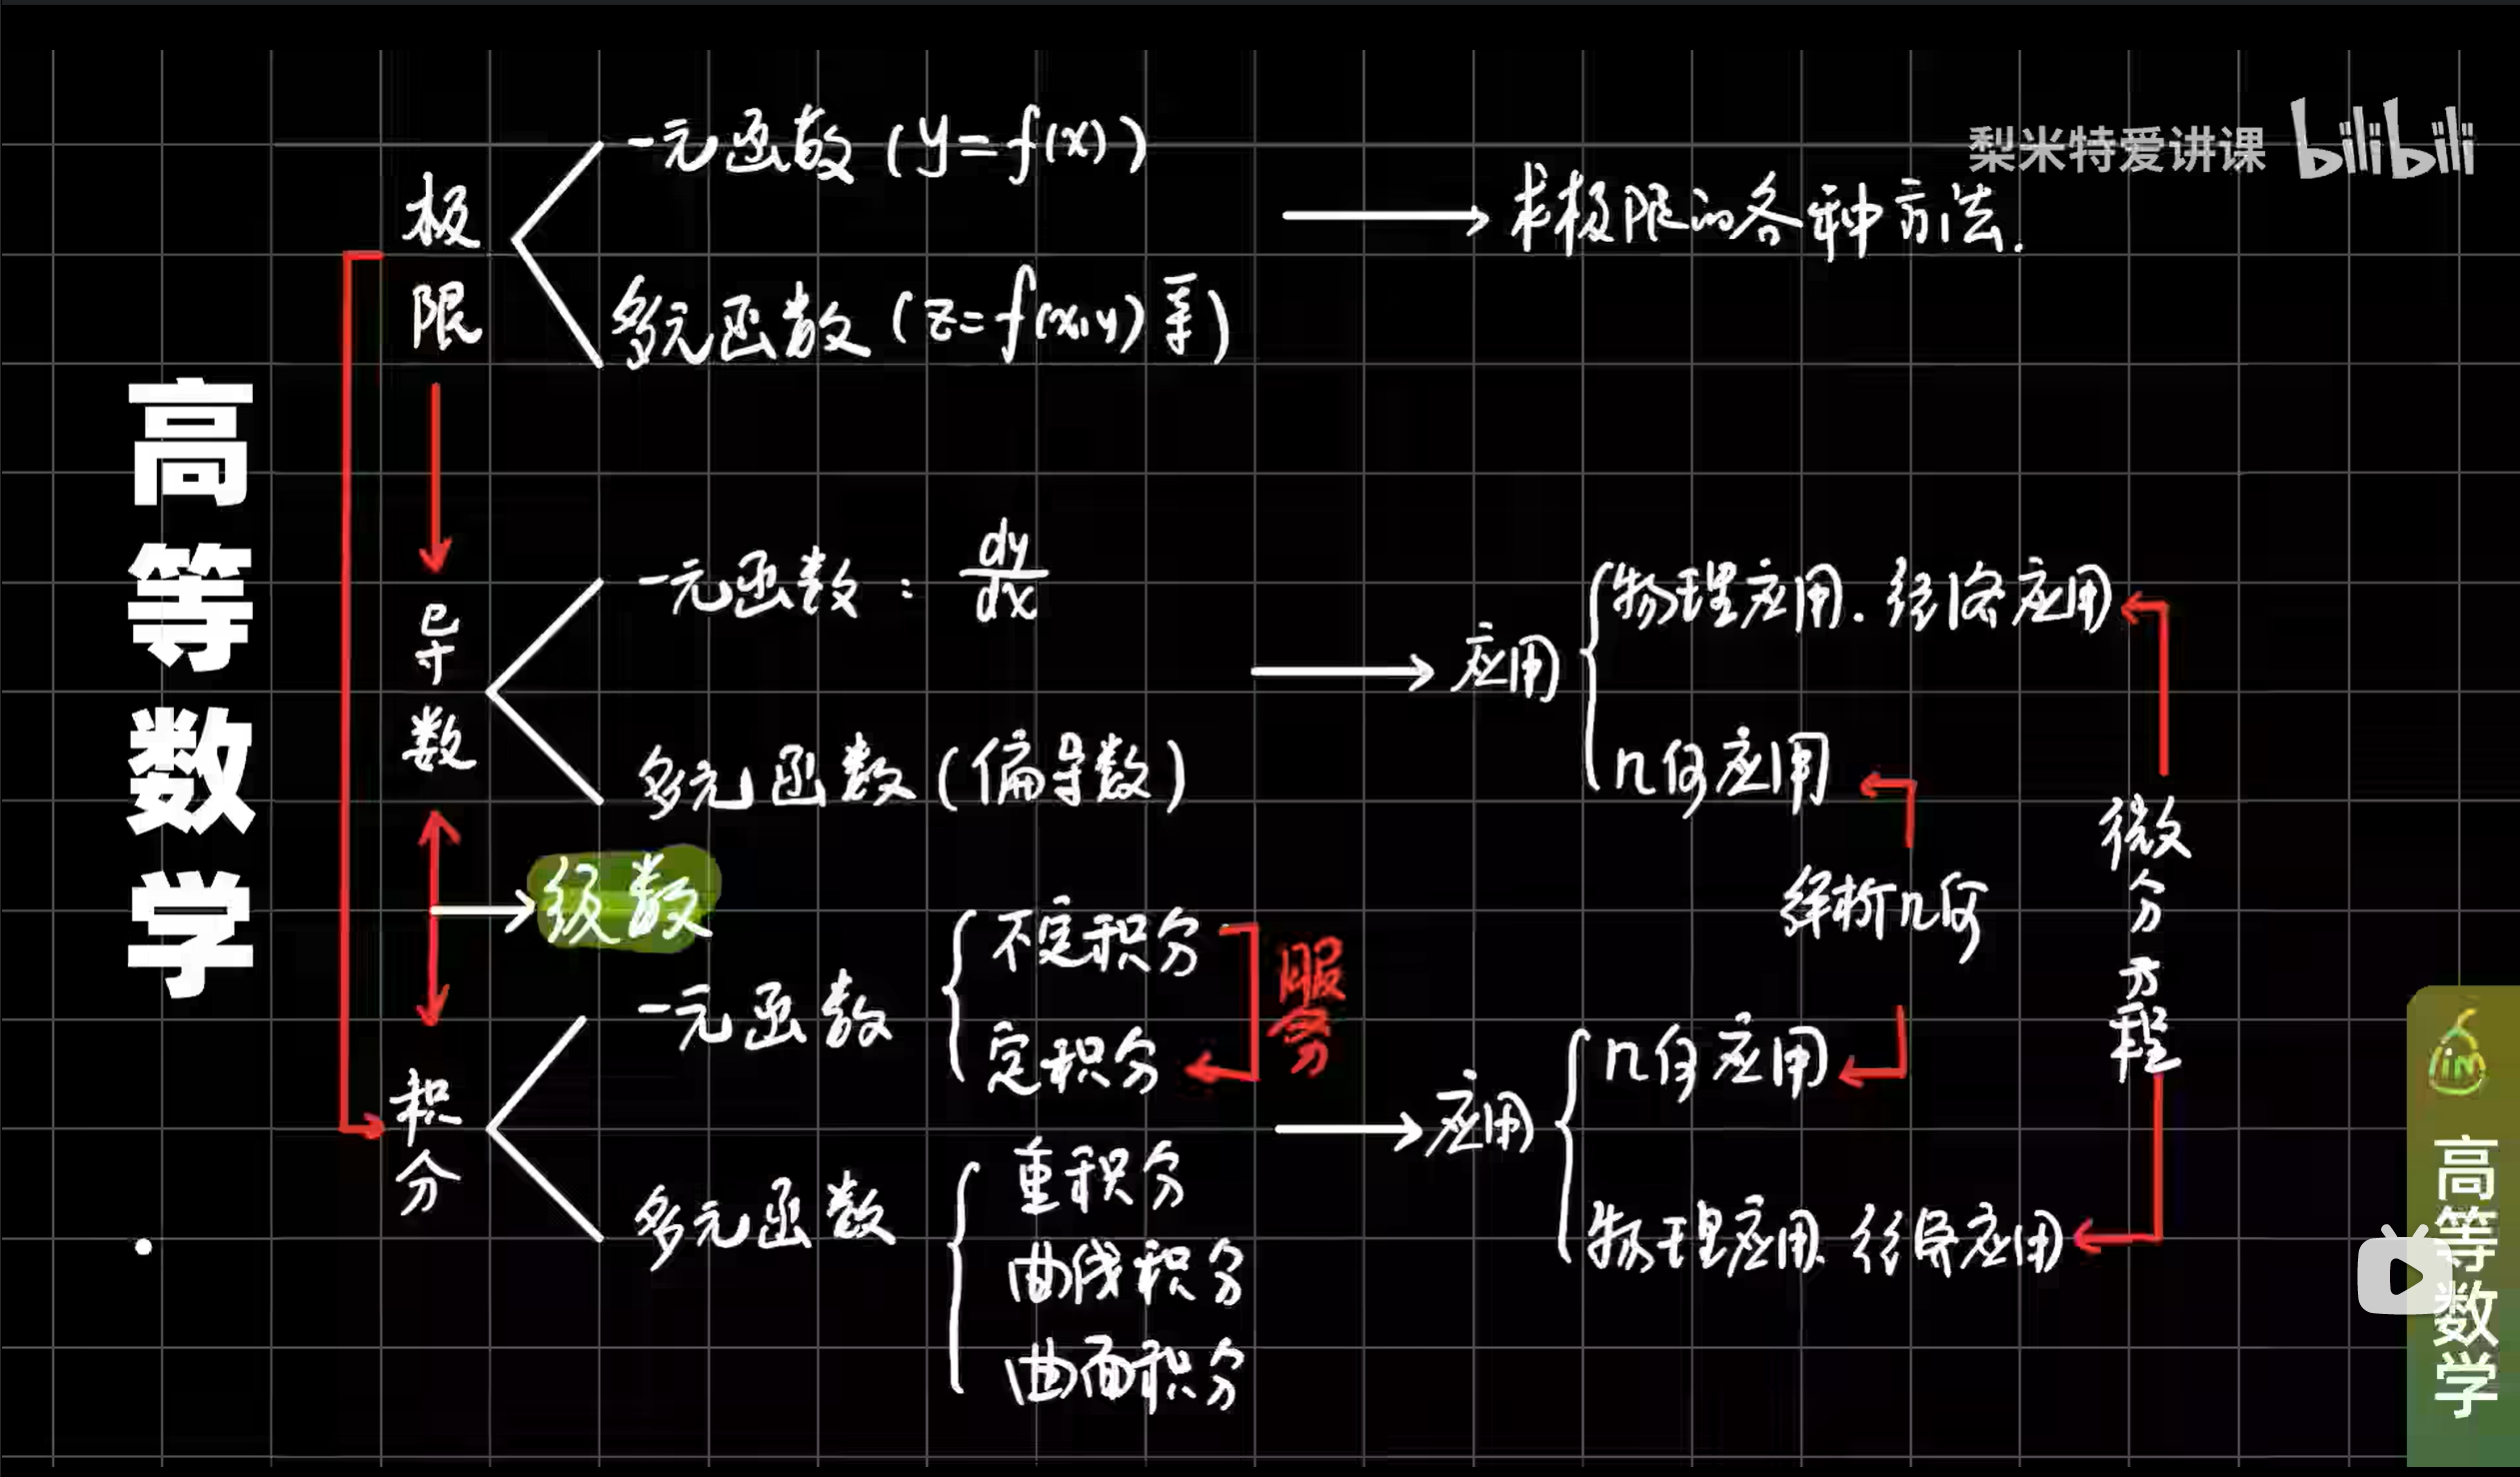 梨米特爱讲课 bilibili
高等数学
极限
一元函数 (y=f(x))
多元函数 (z=f(x,y)等)
求极限的各种方法.
导数
一元函数: dy/dx
多元函数 (偏导数)
应用
物理应用. 经济应用
几何应用
级数
解析几何
微分方程
积分
一元函数
不定积分
定积分
服务
多元函数
重积分
曲线积分
曲面积分
应用
几何应用
物理应用. 经济应用
高等数学